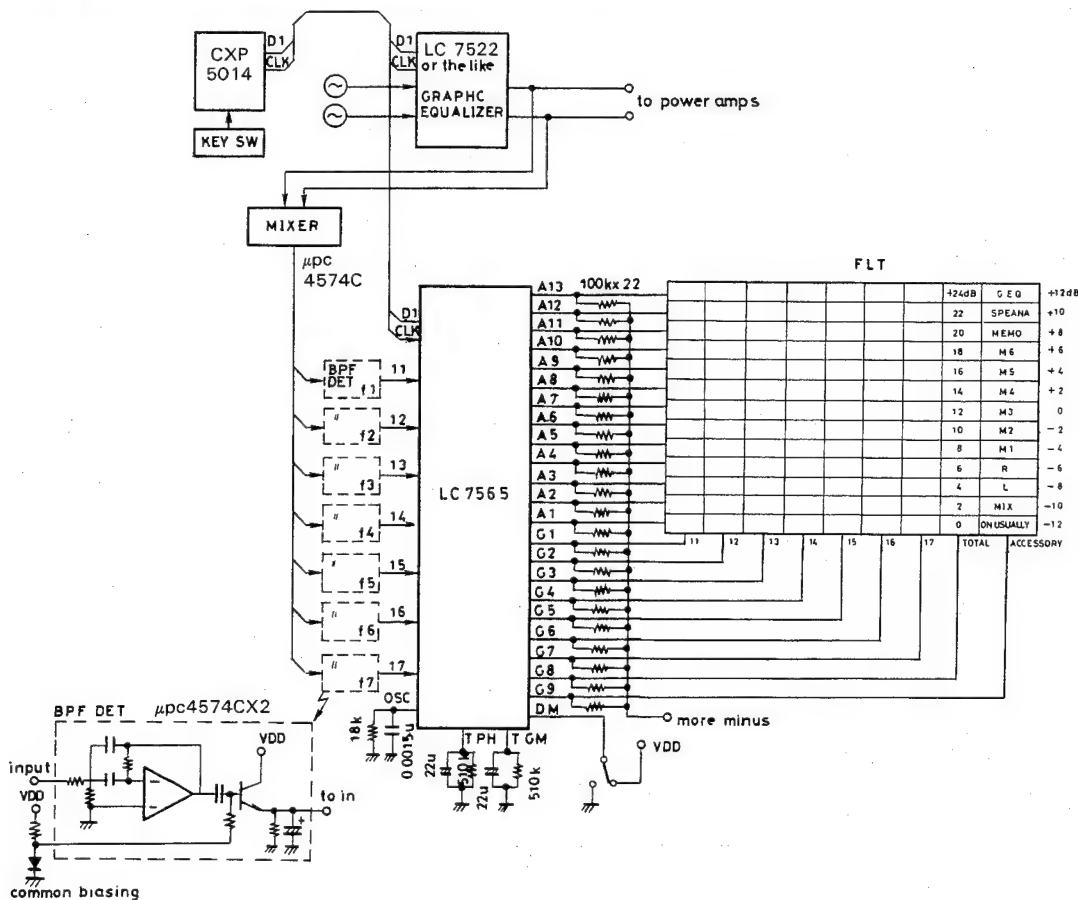 CXP
5014
D1
CLK
KEY SW
D1
CLK
LC 7522
or the like
GRAPHC
EQUALIZER
to power amps
MIXER
μpc
4574C
D1
CLK
BPF
DET
f1
11
〃
f2
12
〃
f3
13
〃
f4
14
〃
f5
15
〃
f6
16
〃
f7
17
OSC
LC 7565
A13
A12
A11
A10
A9
A8
A7
A6
A5
A4
A3
A2
A1
G1
G2
G3
G4
G5
G6
G7
G8
G9
DM
100kx 22
more minus
VDD
FLT
+24dB GEQ +12dB
22 SPEANA +10
20 MEMO +8
18 M6 +6
16 M5 +4
14 M4 +2
12 M3 0
10 M2 -2
8 M1 -4
6 R -6
4 L -8
2 MIX -10
0 ON USUALLY -12
11 12 13 14 15 16 17 TOTAL ACCESSORY
18k
0.0015u
TPH
TGM
22u
510k
22u
510k
BPF DET
μpc4574CX2
VDD
input
VDD
to in
+
common biasing